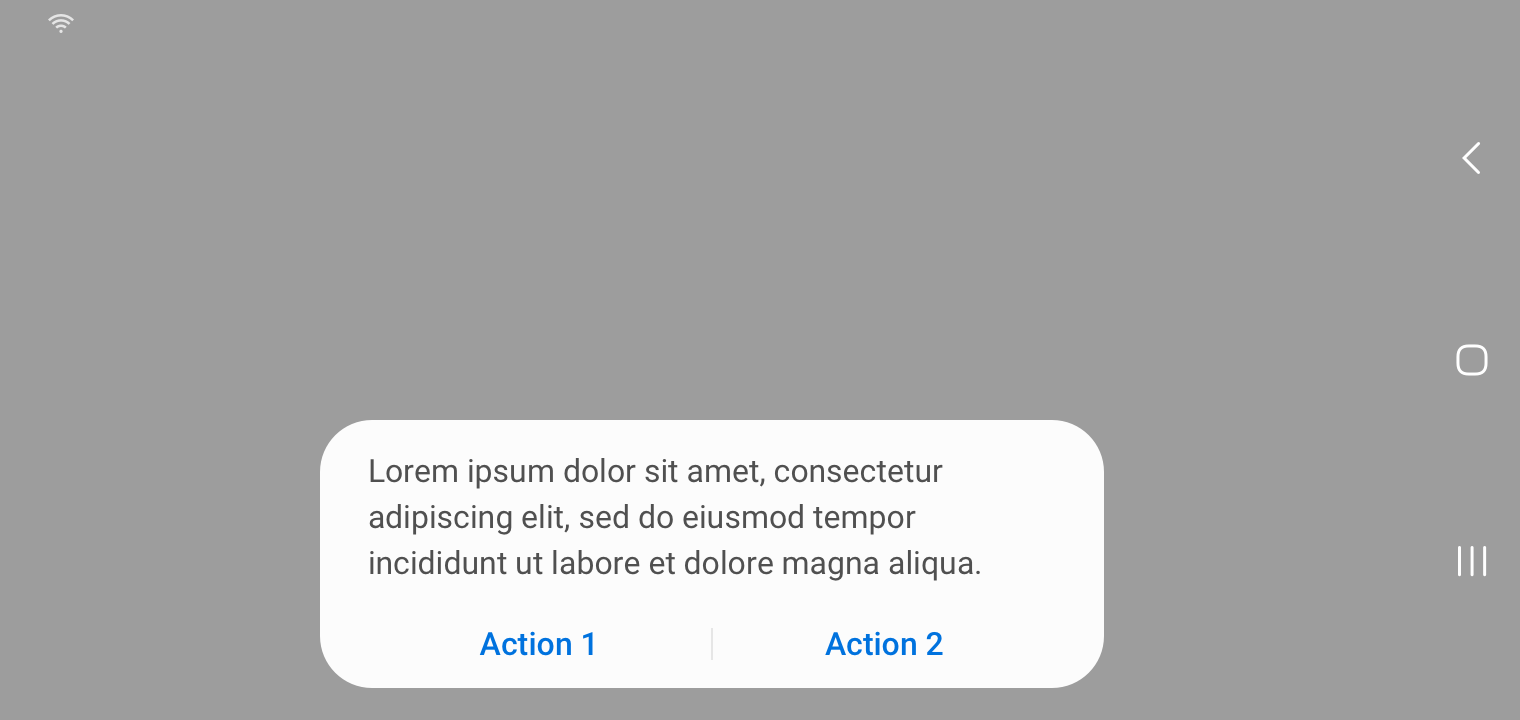 Lorem ipsum dolor sit amet, consectetur
adipiscing elit, sed do eiusmod tempor
incididunt ut labore et dolore magna aliqua.
Action 1
Action 2